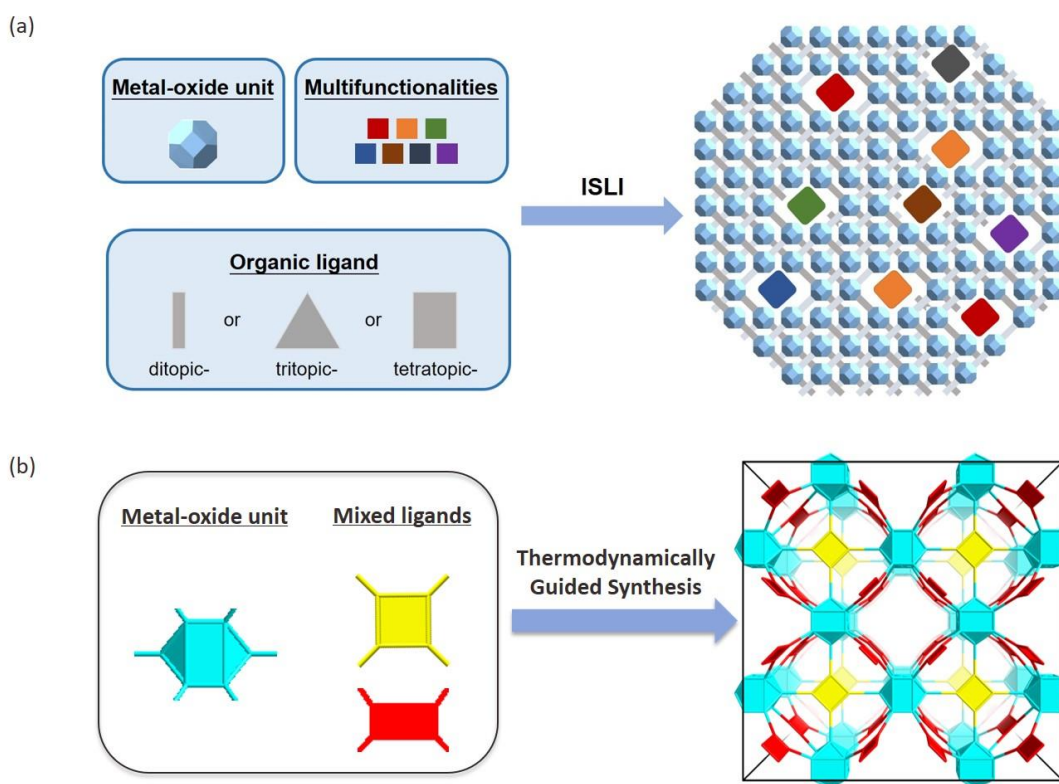 (a)
Metal-oxide unit
Multifunctionalities
ISLI
Organic ligand
or
or
ditopic-
tritopic-
tetratopic-
(b)
Metal-oxide unit
Mixed ligands
Thermodynamically
Guided Synthesis